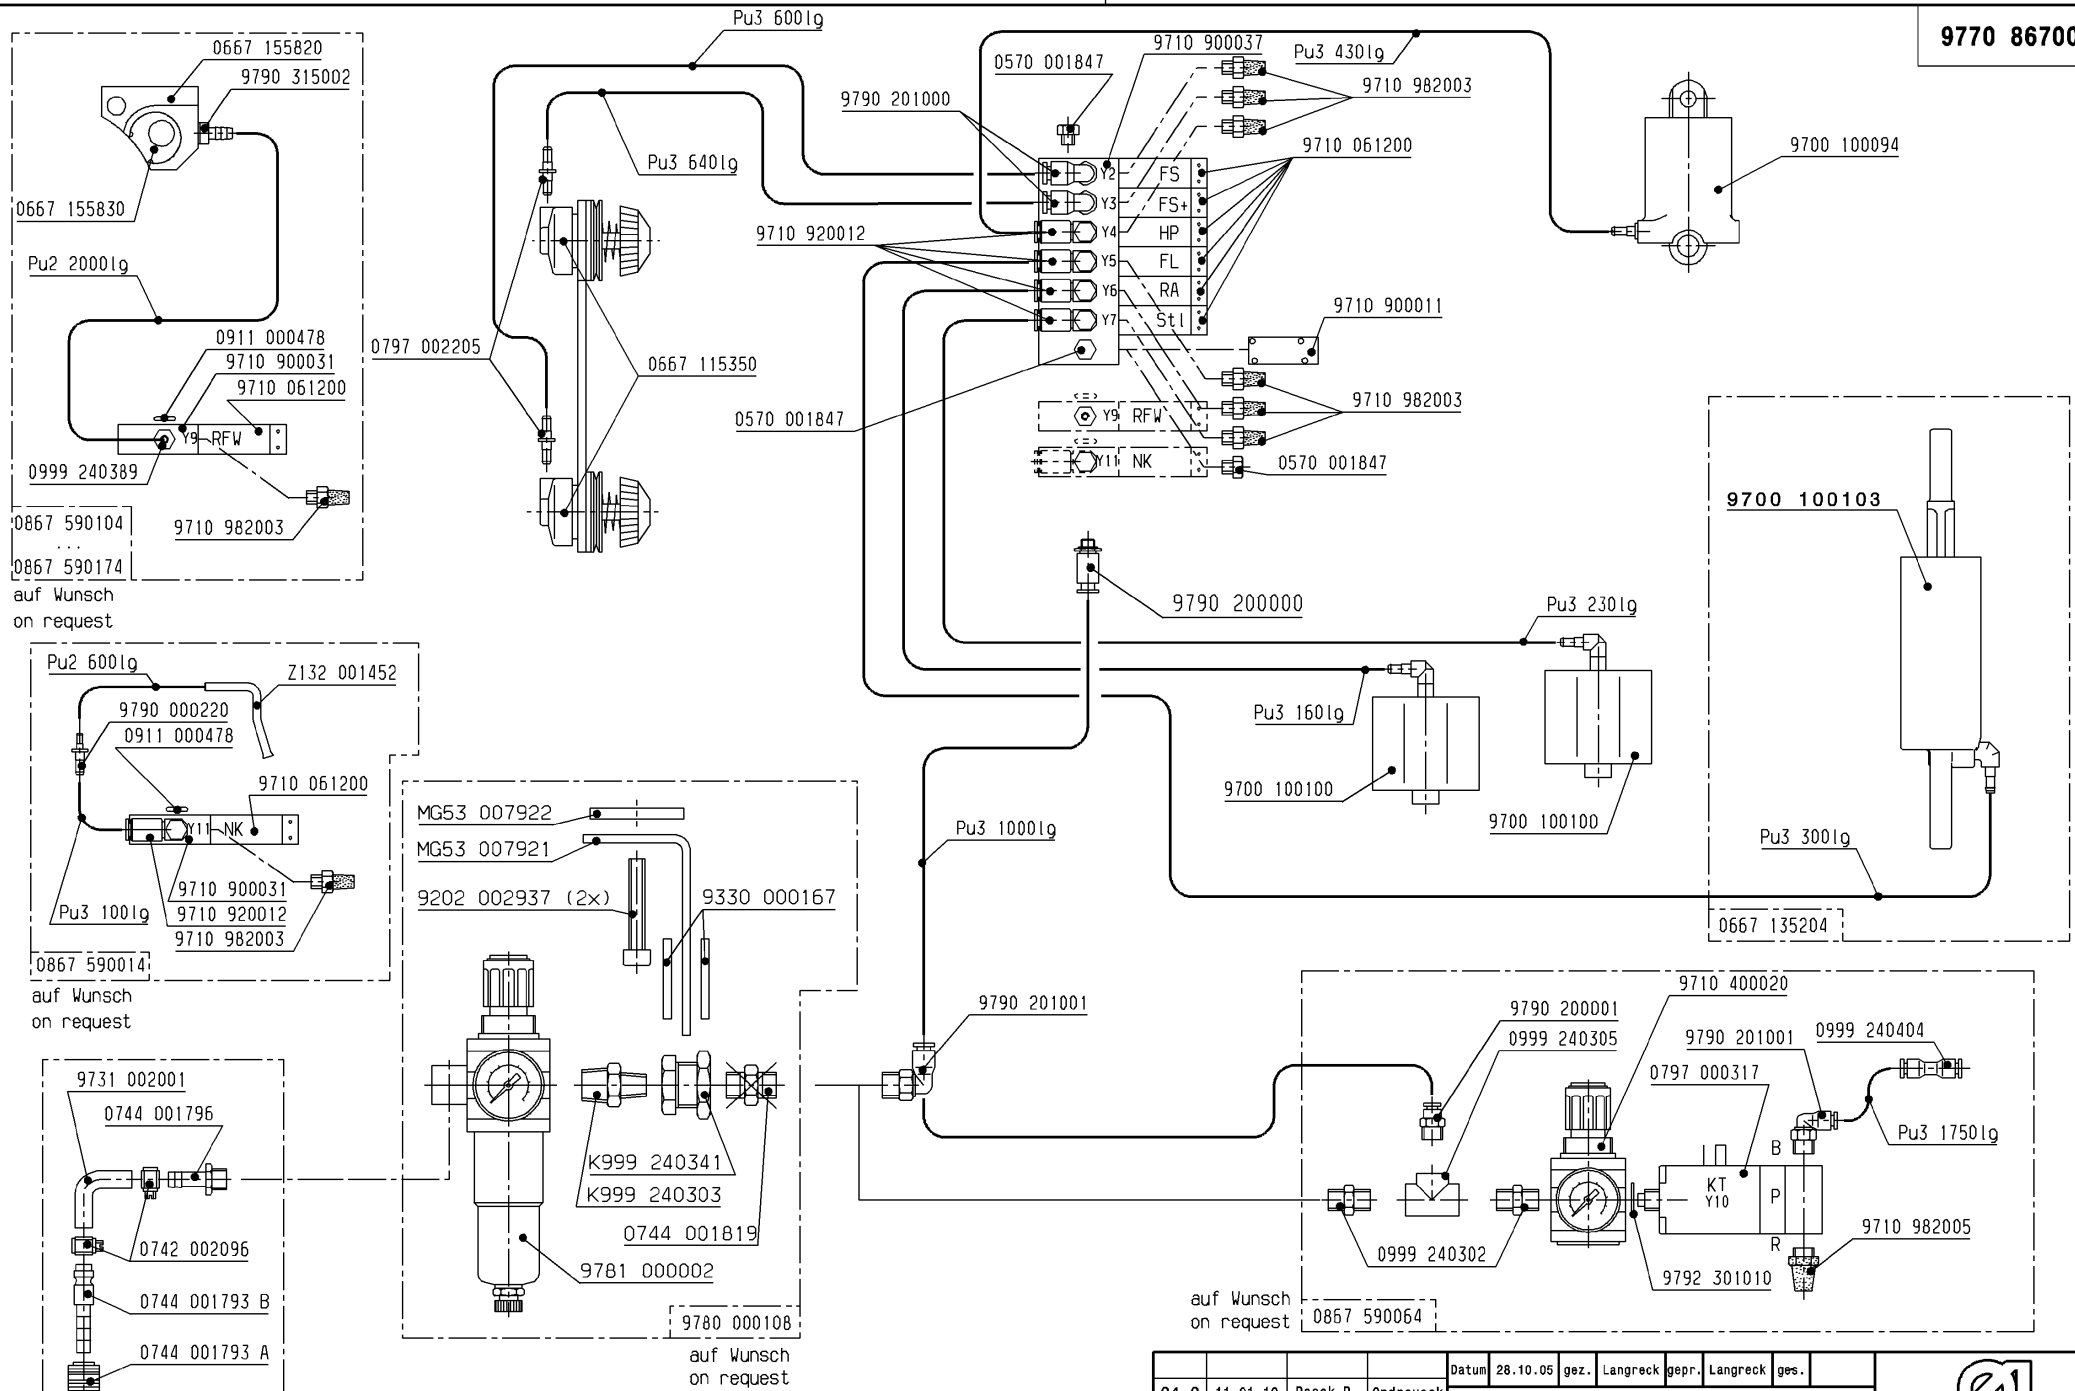 9770 86700
0667 155820
9790 315002
0667 155830
Pu2 2000lg
0911 000478
9710 900031
9710 061200
Y9
RFW
0999 240389
9710 982003
0867 590104
...
0867 590174
auf Wunsch
on request
Pu3 600lg
Pu3 640lg
0797 002205
0667 115350
0570 001847
9710 900037
9790 201000
Pu3 430lg
9710 982003
9710 061200
9700 100094
9710 920012
Y2 FS
Y3 FS+
Y4 HP
Y5 FL
Y6 RA
Y7 Stl
9710 900011
0570 001847
9710 982003
Y9 RFW
Y11 NK
0570 001847
9790 200000
Pu3 230lg
Pu3 160lg
9700 100100
9700 100100
9700 100103
Pu3 300lg
0667 135204
Pu2 600lg
Z132 001452
9790 000220
0911 000478
9710 061200
Y11
NK
9710 900031
Pu3 100lg
9710 920012
9710 982003
0867 590014
auf Wunsch
on request
MG53 007922
MG53 007921
9202 002937 (2x)
9330 000167
K999 240341
K999 240303
0744 001819
9781 000002
9780 000108
auf Wunsch
on request
Pu3 1000lg
9790 201001
9731 002001
0744 001796
0742 002096
0744 001793 B
0744 001793 A
9710 400020
9790 200001
0999 240305
9790 201001
0999 240404
0797 000317
Pu3 1750lg
B
KT
Y10
P
R
9710 982005
0999 240302
9792 301010
auf Wunsch
on request
0867 590064
Datum 28.10.05 gez. Langreck gepr. Langreck ges.